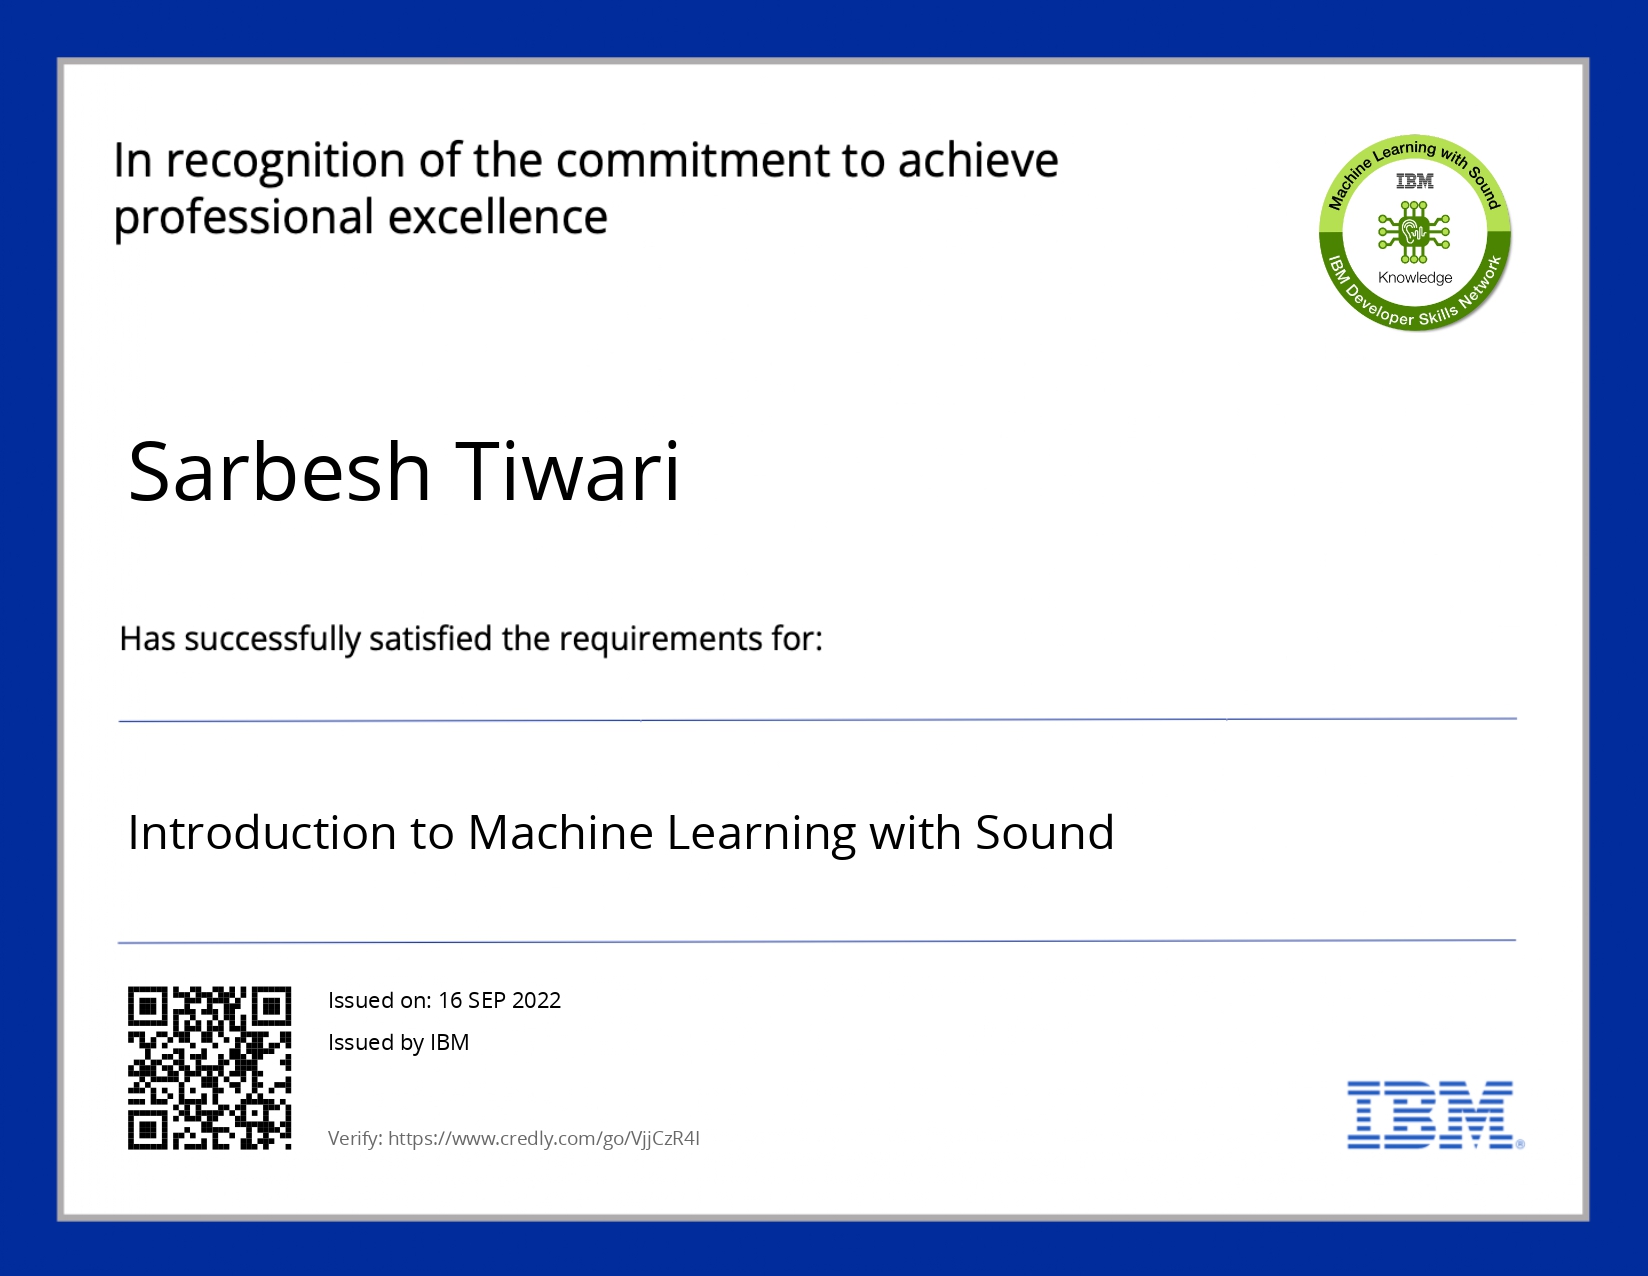 In recognition of the commitment to achieve
professional excellence
Machine Learning with Sound
IBM
Knowledge
IBM Developer Skills Network
Sarbesh Tiwari
Has successfully satisfied the requirements for:
Introduction to Machine Learning with Sound
Issued on: 16 SEP 2022
Issued by IBM
Verify: https://www.credly.com/go/VjjCzR4I
IBM®